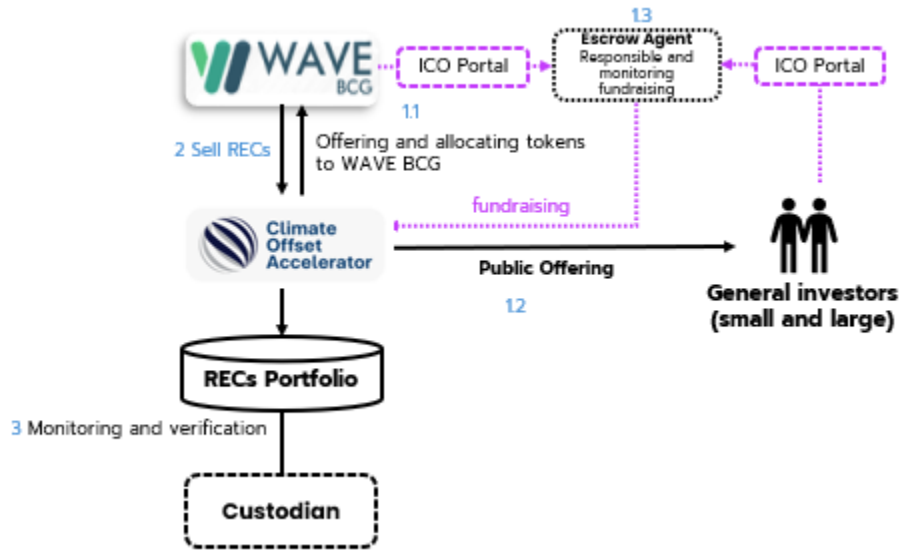 1.3
WAVE
BCG
ICO Portal
Escrow Agent
Responsible and
monitoring
fundraising
ICO Portal
1.1
2 Sell RECs
Offering and allocating tokens
to WAVE BCG
fundraising
Climate
Offset
Accelerator
Public Offering
1.2
General investors
(small and large)
RECs Portfolio
3 Monitoring and verification
Custodian